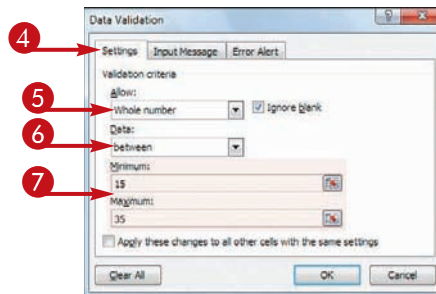 Data Validation
4
Settings Input Message Error Alert
Validation criteria
5
Allow:
Whole number Ignore blank
6
Data:
between
7
Minimum:
15
Maximum:
35
Apply these changes to all other cells with the same settings
Clear All OK Cancel